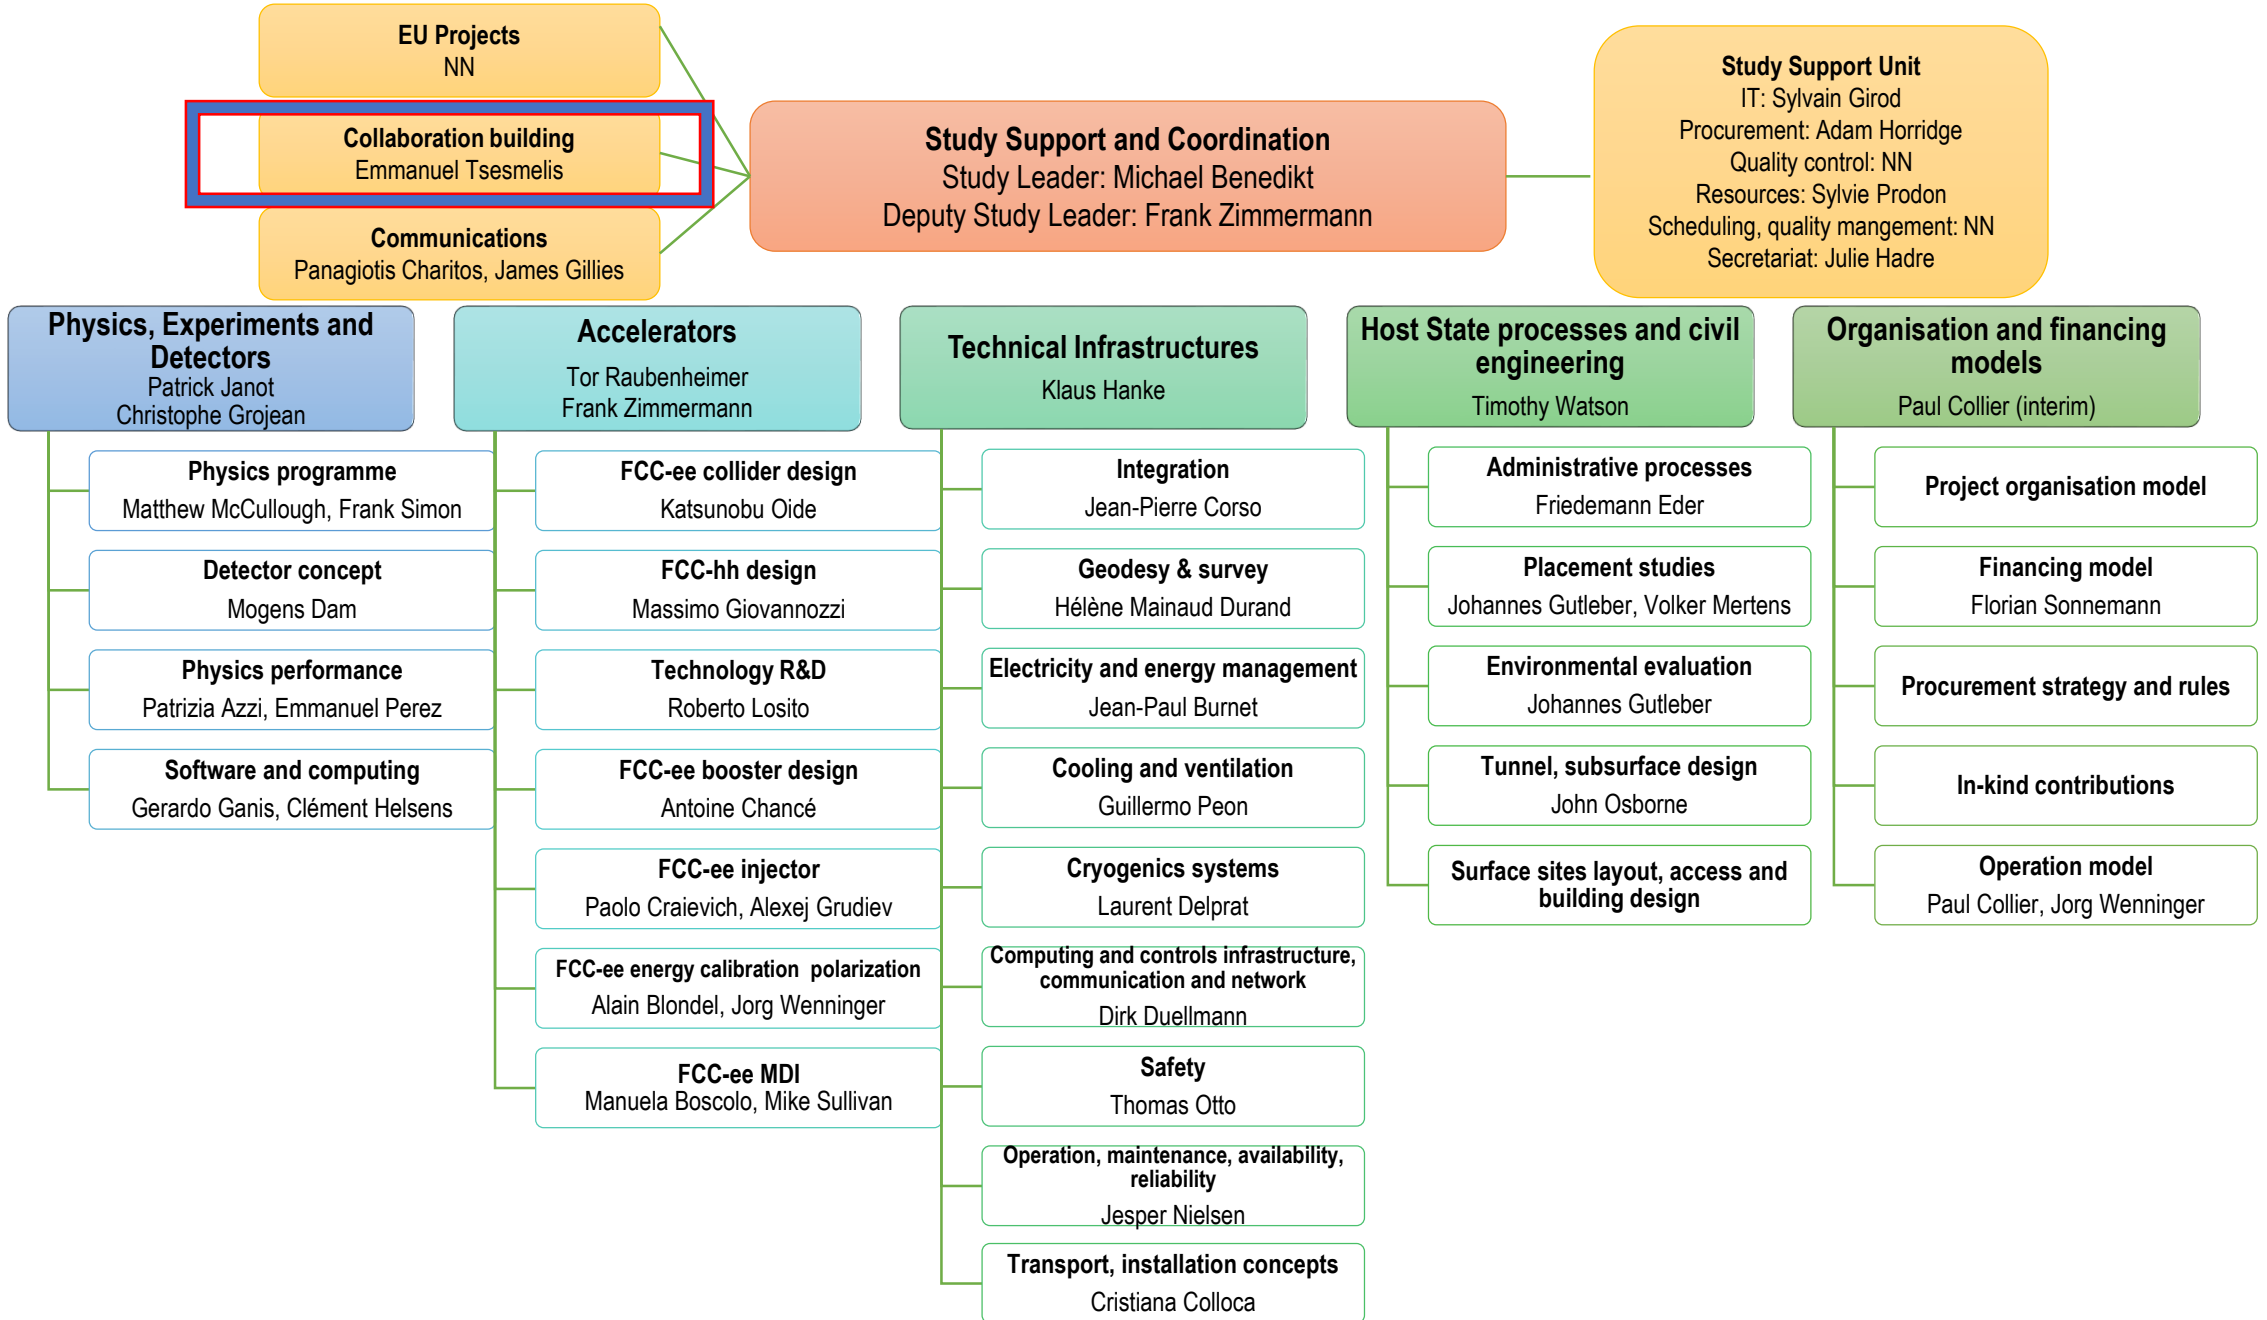 EU Projects
NN
Collaboration building
Emmanuel Tsesmelis
Communications
Panagiotis Charitos, James Gillies
Study Support and Coordination
Study Leader: Michael Benedikt
Deputy Study Leader: Frank Zimmermann
Study Support Unit
IT: Sylvain Girod
Procurement: Adam Horridge
Quality control: NN
Resources: Sylvie Prodon
Scheduling, quality mangement: NN
Secretariat: Julie Hadre
Physics, Experiments and
Detectors
Patrick Janot
Christophe Grojean
Physics programme
Matthew McCullough, Frank Simon
Detector concept
Mogens Dam
Physics performance
Patrizia Azzi, Emmanuel Perez
Software and computing
Gerardo Ganis, Clément Helsens
Accelerators
Tor Raubenheimer
Frank Zimmermann
FCC-ee collider design
Katsunobu Oide
FCC-hh design
Massimo Giovannozzi
Technology R&D
Roberto Losito
FCC-ee booster design
Antoine Chancé
FCC-ee injector
Paolo Craievich, Alexej Grudiev
FCC-ee energy calibration  polarization
Alain Blondel, Jorg Wenninger
FCC-ee MDI
Manuela Boscolo, Mike Sullivan
Technical Infrastructures
Klaus Hanke
Integration
Jean-Pierre Corso
Geodesy & survey
Hélène Mainaud Durand
Electricity and energy management
Jean-Paul Burnet
Cooling and ventilation
Guillermo Peon
Cryogenics systems
Laurent Delprat
Computing and controls infrastructure,
communication and network
Dirk Duellmann
Safety
Thomas Otto
Operation, maintenance, availability,
reliability
Jesper Nielsen
Transport, installation concepts
Cristiana Colloca
Host State processes and civil
engineering
Timothy Watson
Administrative processes
Friedemann Eder
Placement studies
Johannes Gutleber, Volker Mertens
Environmental evaluation
Johannes Gutleber
Tunnel, subsurface design
John Osborne
Surface sites layout, access and
building design
Organisation and financing
models
Paul Collier (interim)
Project organisation model
Financing model
Florian Sonnemann
Procurement strategy and rules
In-kind contributions
Operation model
Paul Collier, Jorg Wenninger